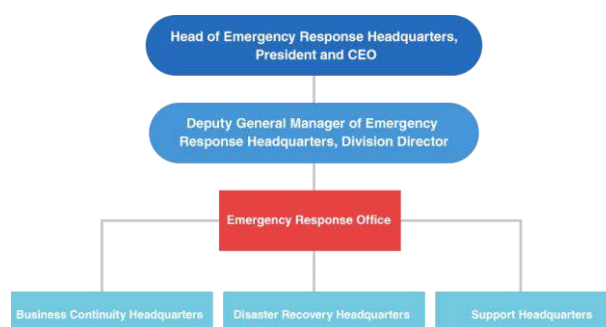 Head of Emergency Response Headquarters,
President and CEO
Deputy General Manager of Emergency
Response Headquarters, Division Director
Emergency Response Office
Business Continuity Headquarters
Disaster Recovery Headquarters
Support Headquarters